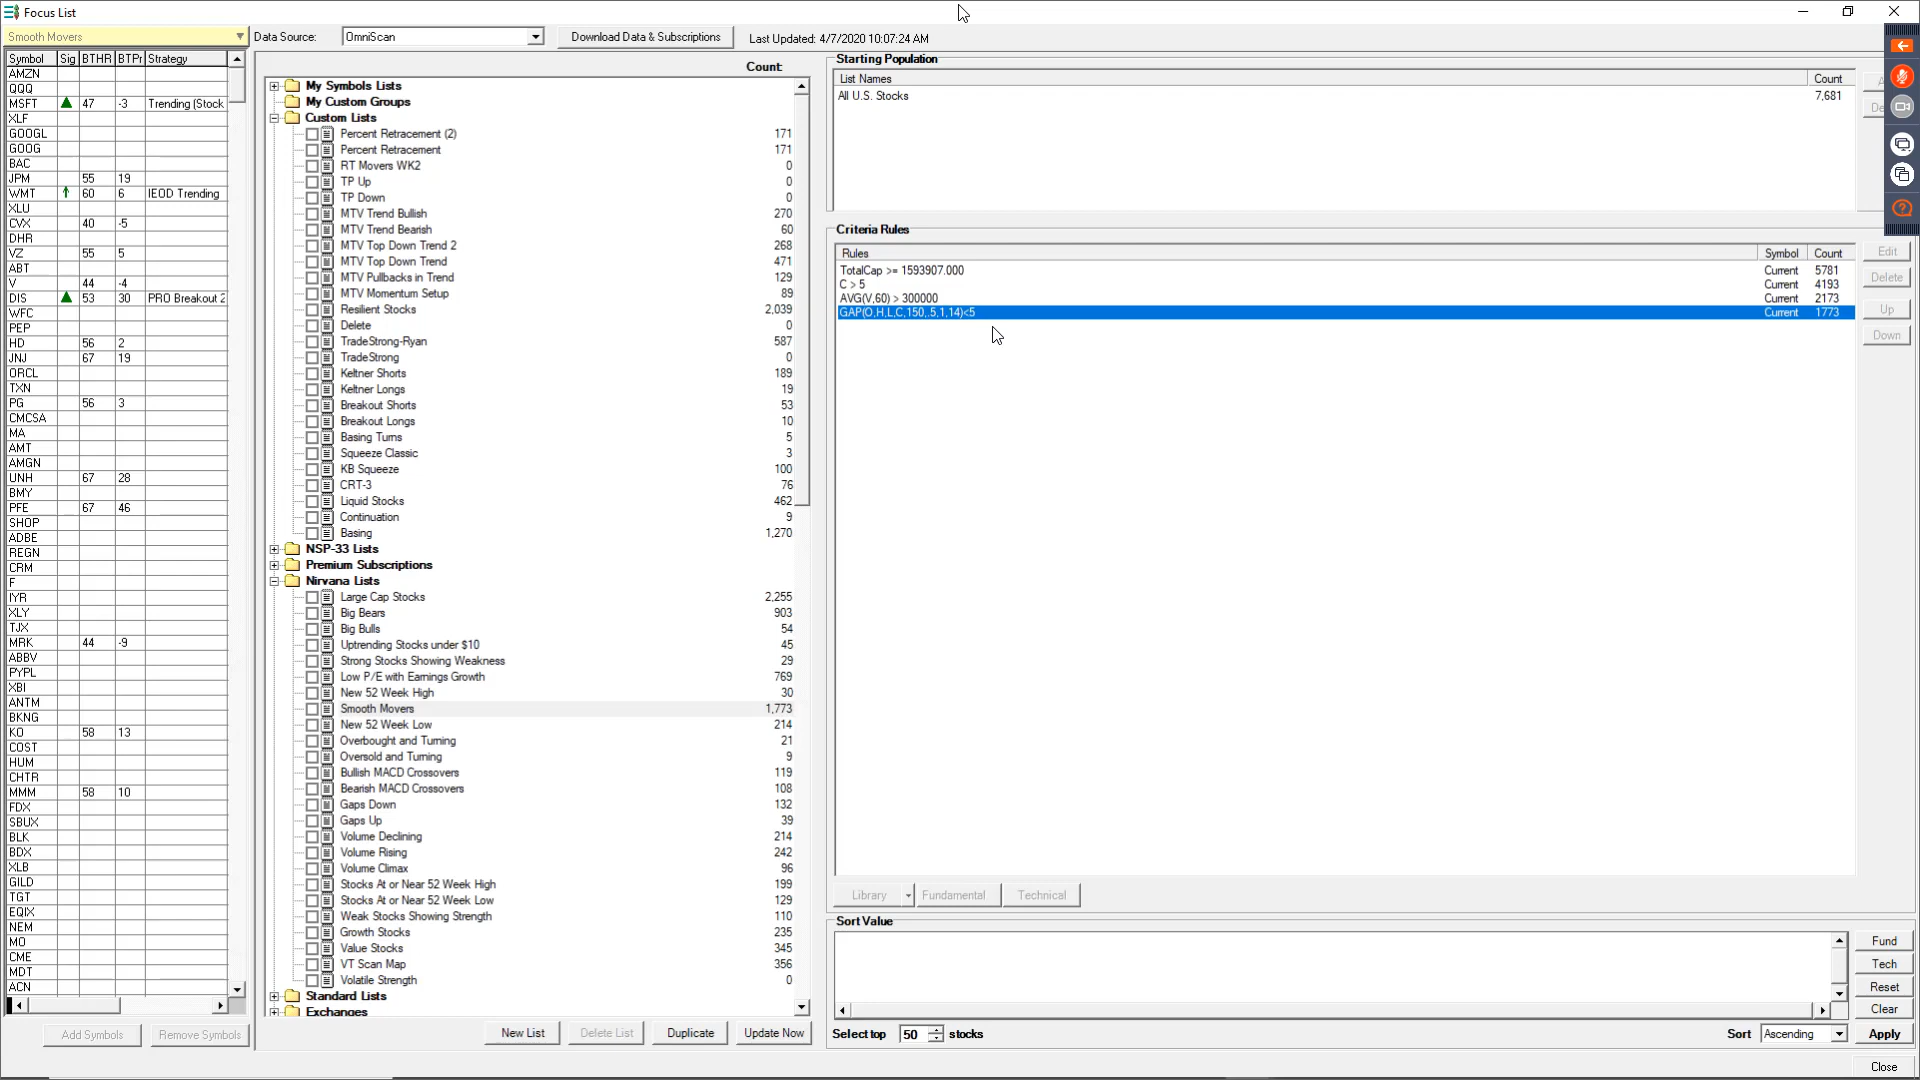 Focus List
Smooth Movers
Data Source: OmniScan Download Data & Subscriptions Last Updated: 4/7/2020 10:07:24 AM
Symbol Sig BTHR BTPr Strategy
AMZN
QQQ
MSFT 47 -3 Trending (Stock
XLF
GOOGL
GOOG
BAC
JPM 55 19
WMT 60 6 IEOD Trending
XLU
CVX 40 -5
DHR
VZ 55 5
ABT
V 44 -4
DIS 53 30 PRO Breakout 2
WFC
PEP
HD 56 2
JNJ 67 19
ORCL
TXN
PG 56 3
CMCSA
MA
AMT
AMGN
UNH 67 28
BMY
PFE 67 46
SHOP
ADBE
REGN
CRM
F
IYR
XLY
TJX
MRK 44 -9
ABBV
PYPL
XBI
ANTM
BKNG
KO 58 13
COST
HUM
CHTR
MMM 58 10
FDX
SBUX
BLK
BDX
XLB
GILD
TGT
EQIX
NEM
MO
CME
MDT
ACN
Add Symbols Remove Symbols
Count:
My Symbols Lists
My Custom Groups
Custom Lists
Percent Retracement (2) 171
Percent Retracement 171
RT Movers WK2 0
TP Up 0
TP Down 0
MTV Trend Bullish 270
MTV Trend Bearish 60
MTV Top Down Trend 2 268
MTV Top Down Trend 471
MTV Pullbacks in Trend 129
MTV Momentum Setup 89
Resilient Stocks 2,039
Delete 0
TradeStrong-Ryan 587
TradeStrong 0
Keltner Shorts 189
Keltner Longs 19
Breakout Shorts 53
Breakout Longs 10
Basing Turns 5
Squeeze Classic 3
KB Squeeze 100
CRT-3 76
Liquid Stocks 462
Continuation 9
Basing 1,270
NSP-33 Lists
Premium Subscriptions
Nirvana Lists
Large Cap Stocks 2,255
Big Bears 903
Big Bulls 54
Uptrending Stocks under $10 45
Strong Stocks Showing Weakness 29
Low P/E with Earnings Growth 769
New 52 Week High 30
Smooth Movers 1,773
New 52 Week Low 214
Overbought and Turning 21
Oversold and Turning 9
Bullish MACD Crossovers 119
Bearish MACD Crossovers 108
Gaps Down 132
Gaps Up 39
Volume Declining 214
Volume Rising 242
Volume Climax 96
Stocks At or Near 52 Week High 199
Stocks At or Near 52 Week Low 129
Weak Stocks Showing Strength 110
Growth Stocks 235
Value Stocks 345
VT Scan Map 356
Volatile Strength 0
Standard Lists
Exchanges
New List Delete List Duplicate Update Now
Starting Population
List Names Count
All U.S. Stocks 7,681
Criteria Rules
Rules Symbol Count
TotalCap >= 1593907.000 Current 5781
C > 5 Current 4193
AVG(V,60) > 300000 Current 2173
GAP(O,H,L,C,150,.5,1,14)<5 Current 1773
Edit
Delete
Up
Down
Library Fundamental Technical
Sort Value
Fund
Tech
Reset
Clear
Select top 50 stocks Sort Ascending Apply
Close